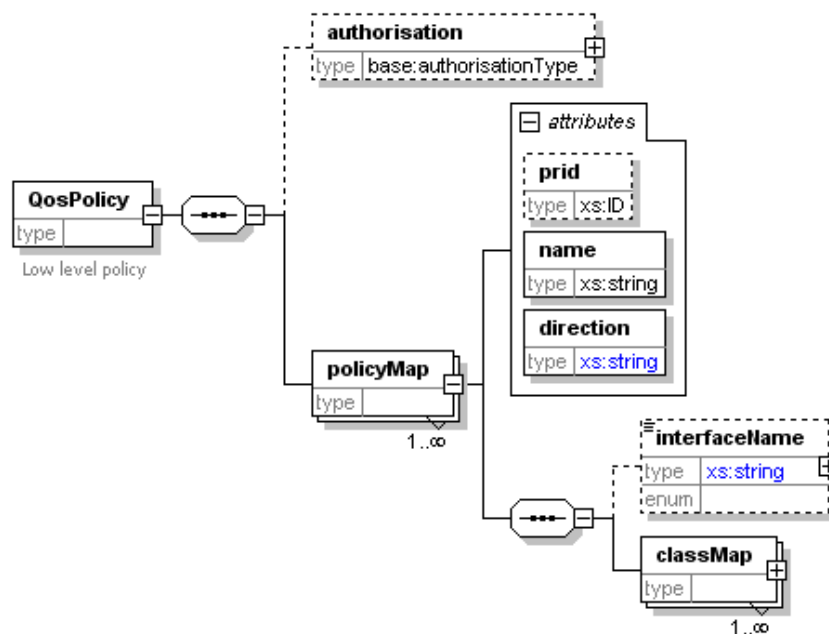 authorisation
type base:authorisationType
attributes
prid
type xs:ID
QosPolicy
type
Low level policy
name
type xs:string
direction
type xs:string
policyMap
type
1..∞
interfaceName
type xs:string
enum
classMap
type
1..∞